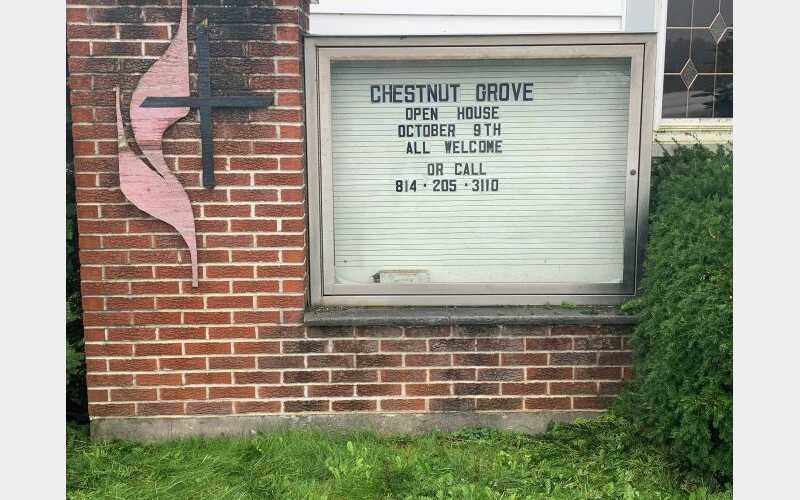 CHESTNUT GROVE
OPEN HOUSE
OCTOBER 9TH
ALL WELCOME
OR CALL
814·205·3110